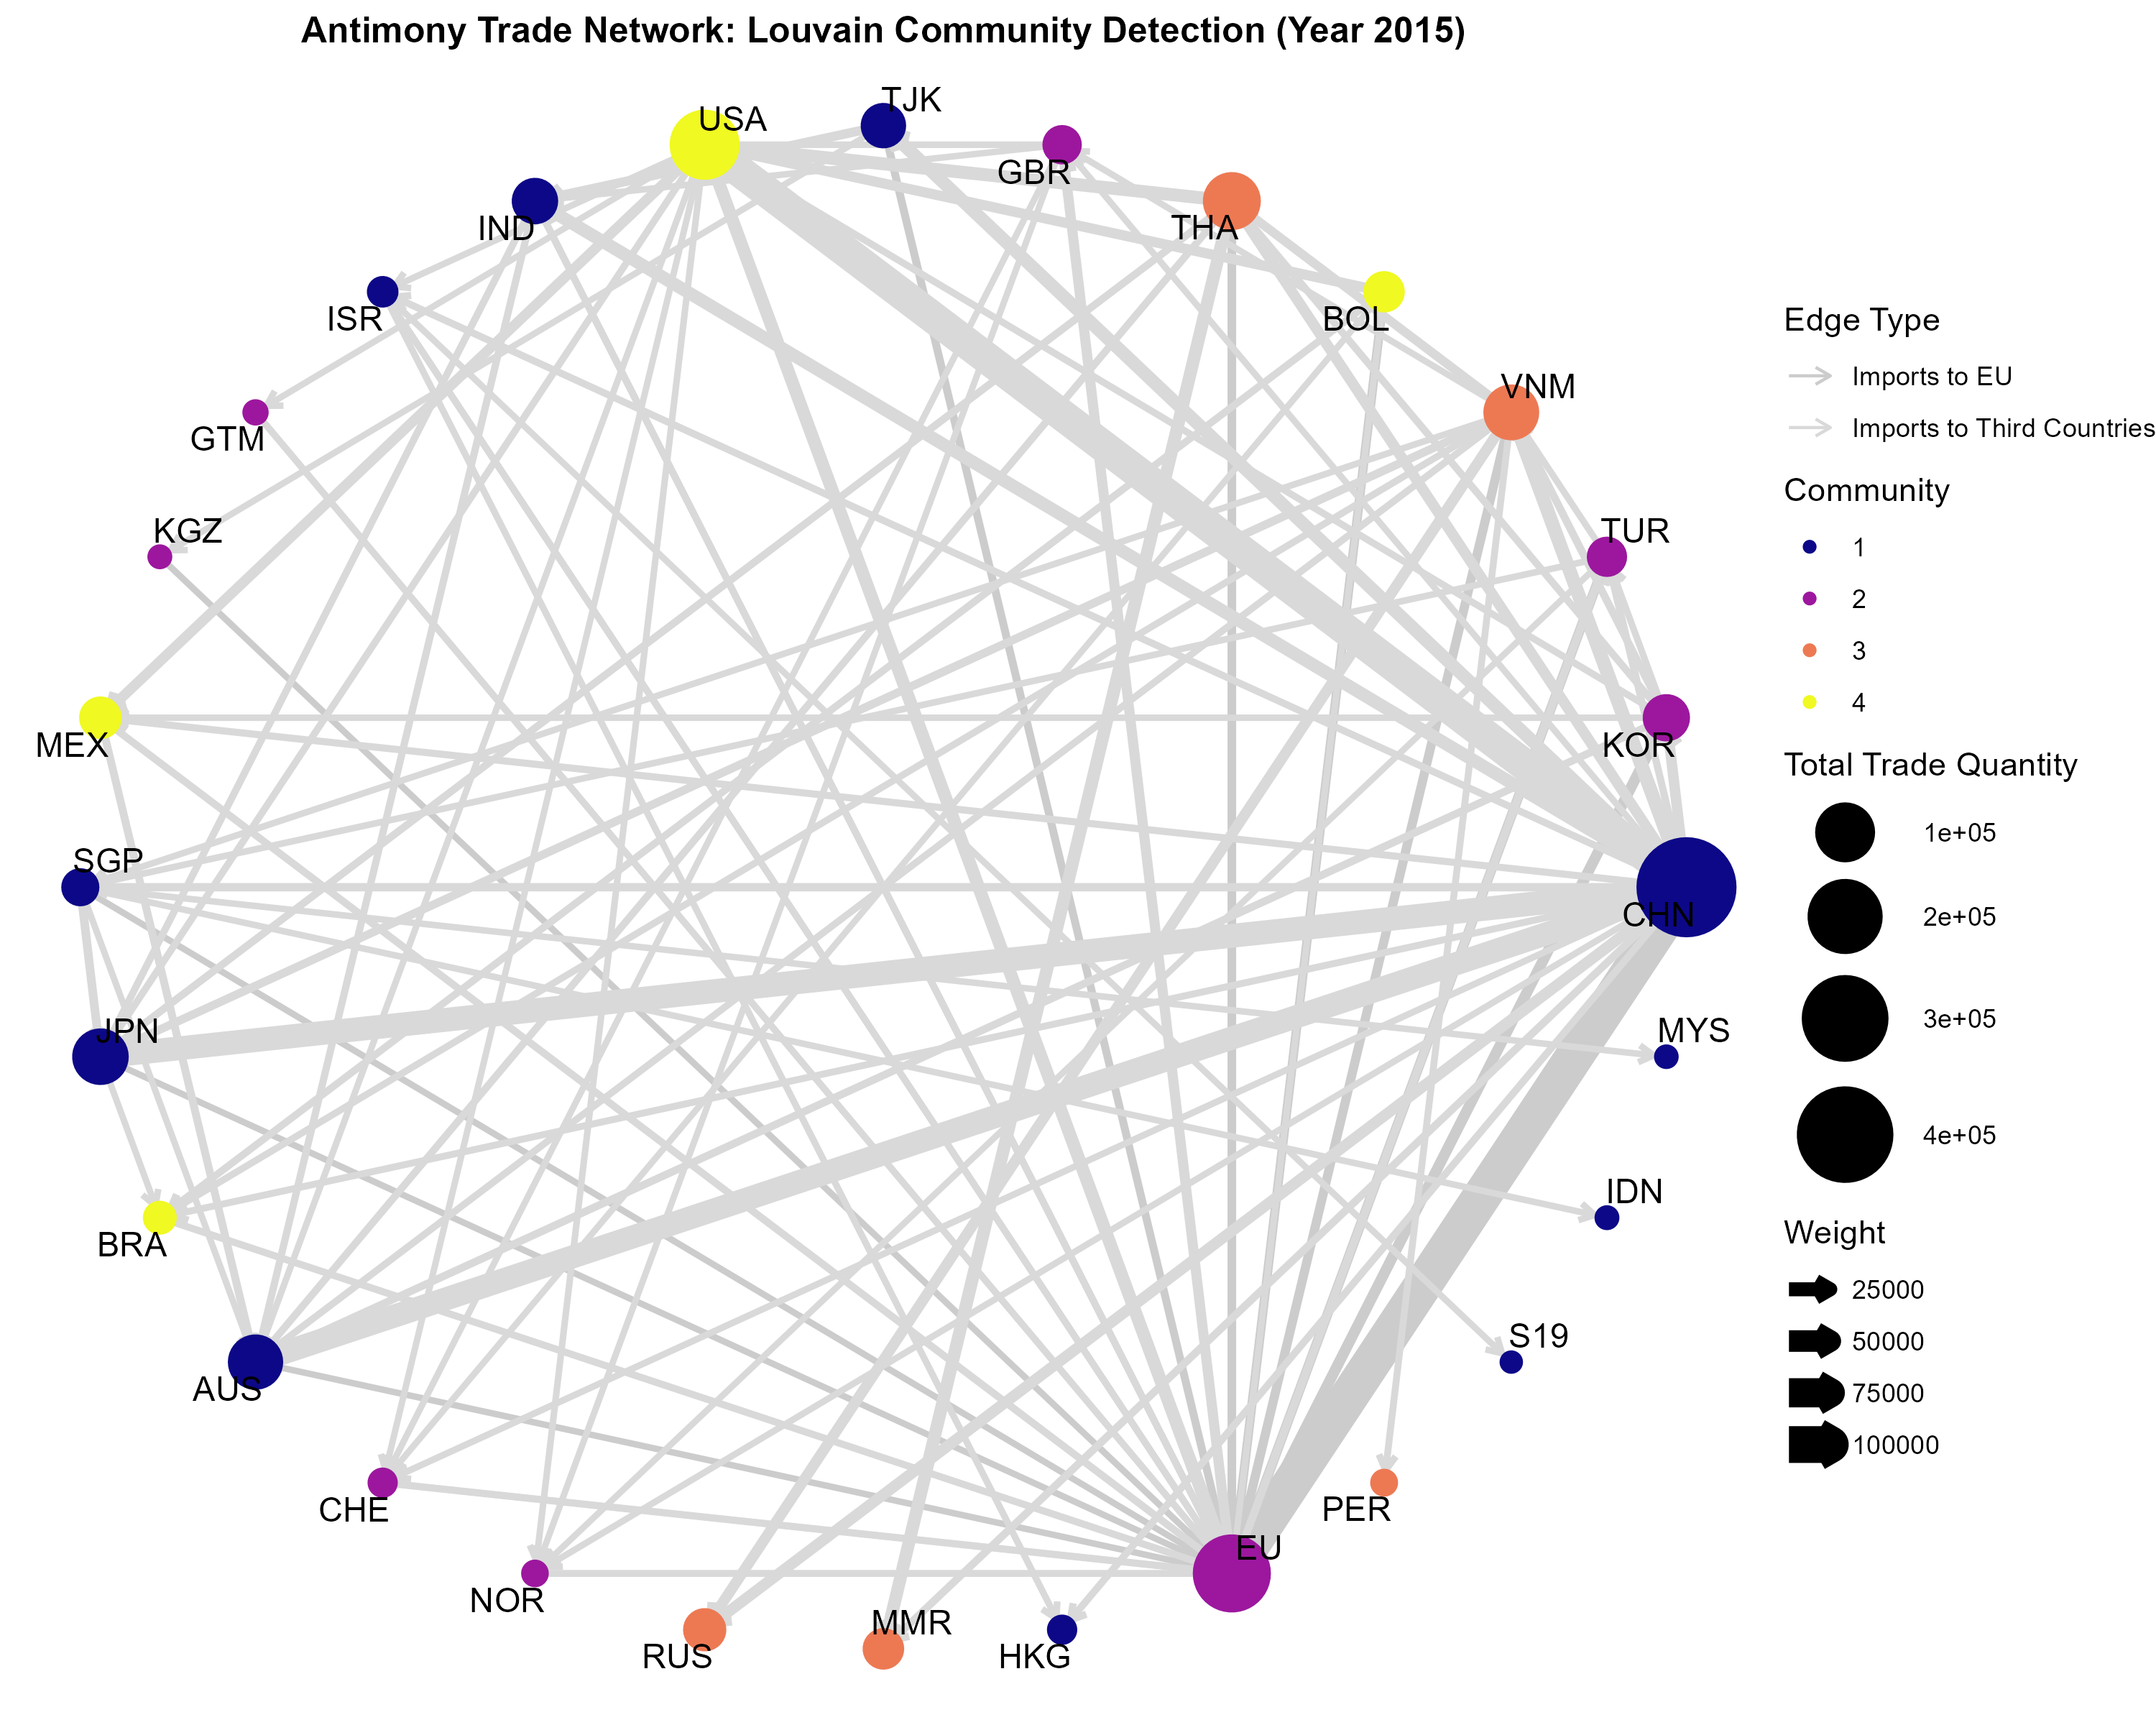 Antimony Trade Network: Louvain Community Detection (Year 2015)
TJK
USA
GBR
IND
THA
ISR
BOL
VNM
GTM
KGZ
TUR
MEX
KOR
SGP
CHN
JPN
MYS
IDN
BRA
S19
AUS
CHE
PER
EU
NOR
MMR
RUS
HKG
Edge Type
Imports to EU
Imports to Third Countries
Community
1
2
3
4
Total Trade Quantity
1e+05
2e+05
3e+05
4e+05
Weight
25000
50000
75000
100000